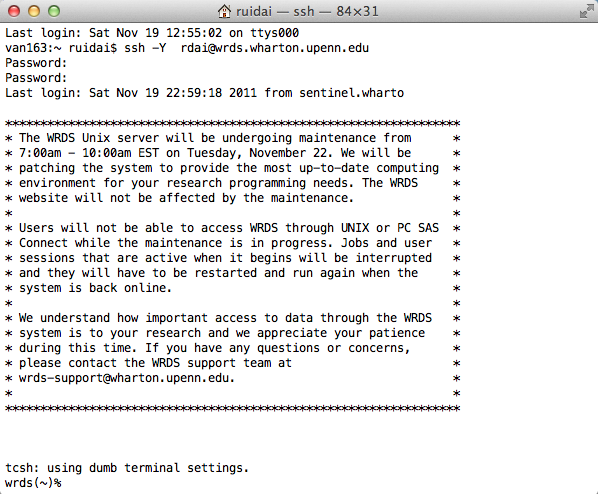 ruidai — ssh — 84×31
Last login: Sat Nov 19 12:55:02 on ttys000
van163:~ ruidai$ ssh -Y  rdai@wrds.wharton.upenn.edu
Password:
Password:
Last login: Sat Nov 19 22:59:18 2011 from sentinel.wharto
****************************************************************
* The WRDS Unix server will be undergoing maintenance from      *
* 7:00am - 10:00am EST on Tuesday, November 22. We will be      *
* patching the system to provide the most up-to-date computing  *
* environment for your research programming needs. The WRDS     *
* website will not be affected by the maintenance.              *
*                                                               *
* Users will not be able to access WRDS through UNIX or PC SAS  *
* Connect while the maintenance is in progress. Jobs and user   *
* sessions that are active when it begins will be interrupted   *
* and they will have to be restarted and run again when the     *
* system is back online.                                        *
*                                                               *
* We understand how important access to data through the WRDS   *
* system is to your research and we appreciate your patience    *
* during this time. If you have any questions or concerns,      *
* please contact the WRDS support team at                       *
* wrds-support@wharton.upenn.edu.                               *
*                                                               *
****************************************************************
tcsh: using dumb terminal settings.
wrds(~)%